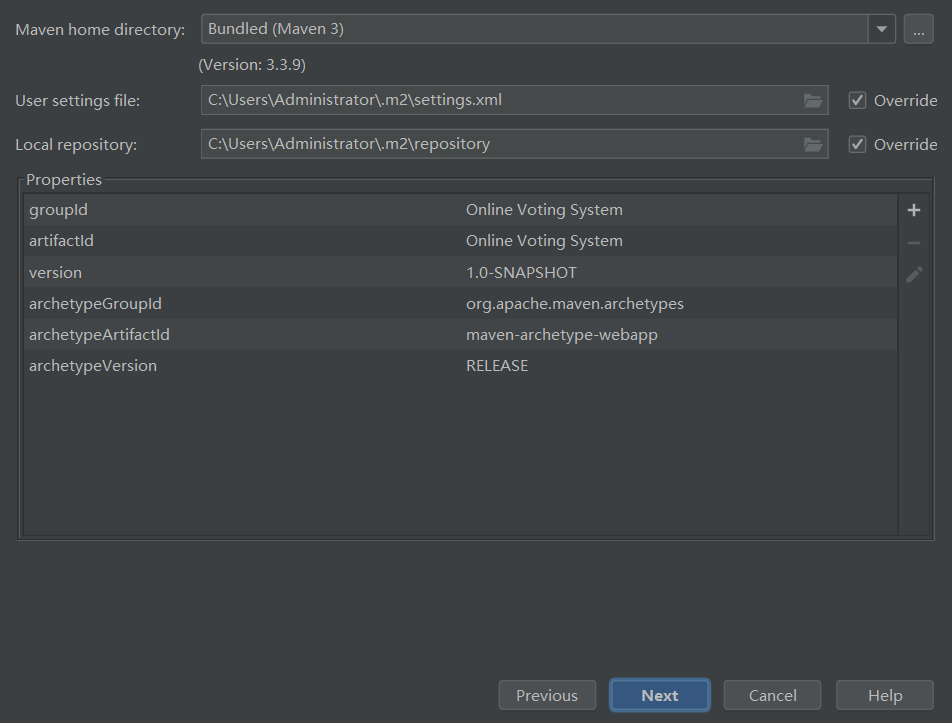 Maven home directory: Bundled (Maven 3) ...
(Version: 3.3.9)
User settings file: C:\Users\Administrator\.m2\settings.xml Override
Local repository: C:\Users\Administrator\.m2\repository Override
Properties
groupId Online Voting System
artifactId Online Voting System
version 1.0-SNAPSHOT
archetypeGroupId org.apache.maven.archetypes
archetypeArtifactId maven-archetype-webapp
archetypeVersion RELEASE
Previous Next Cancel Help